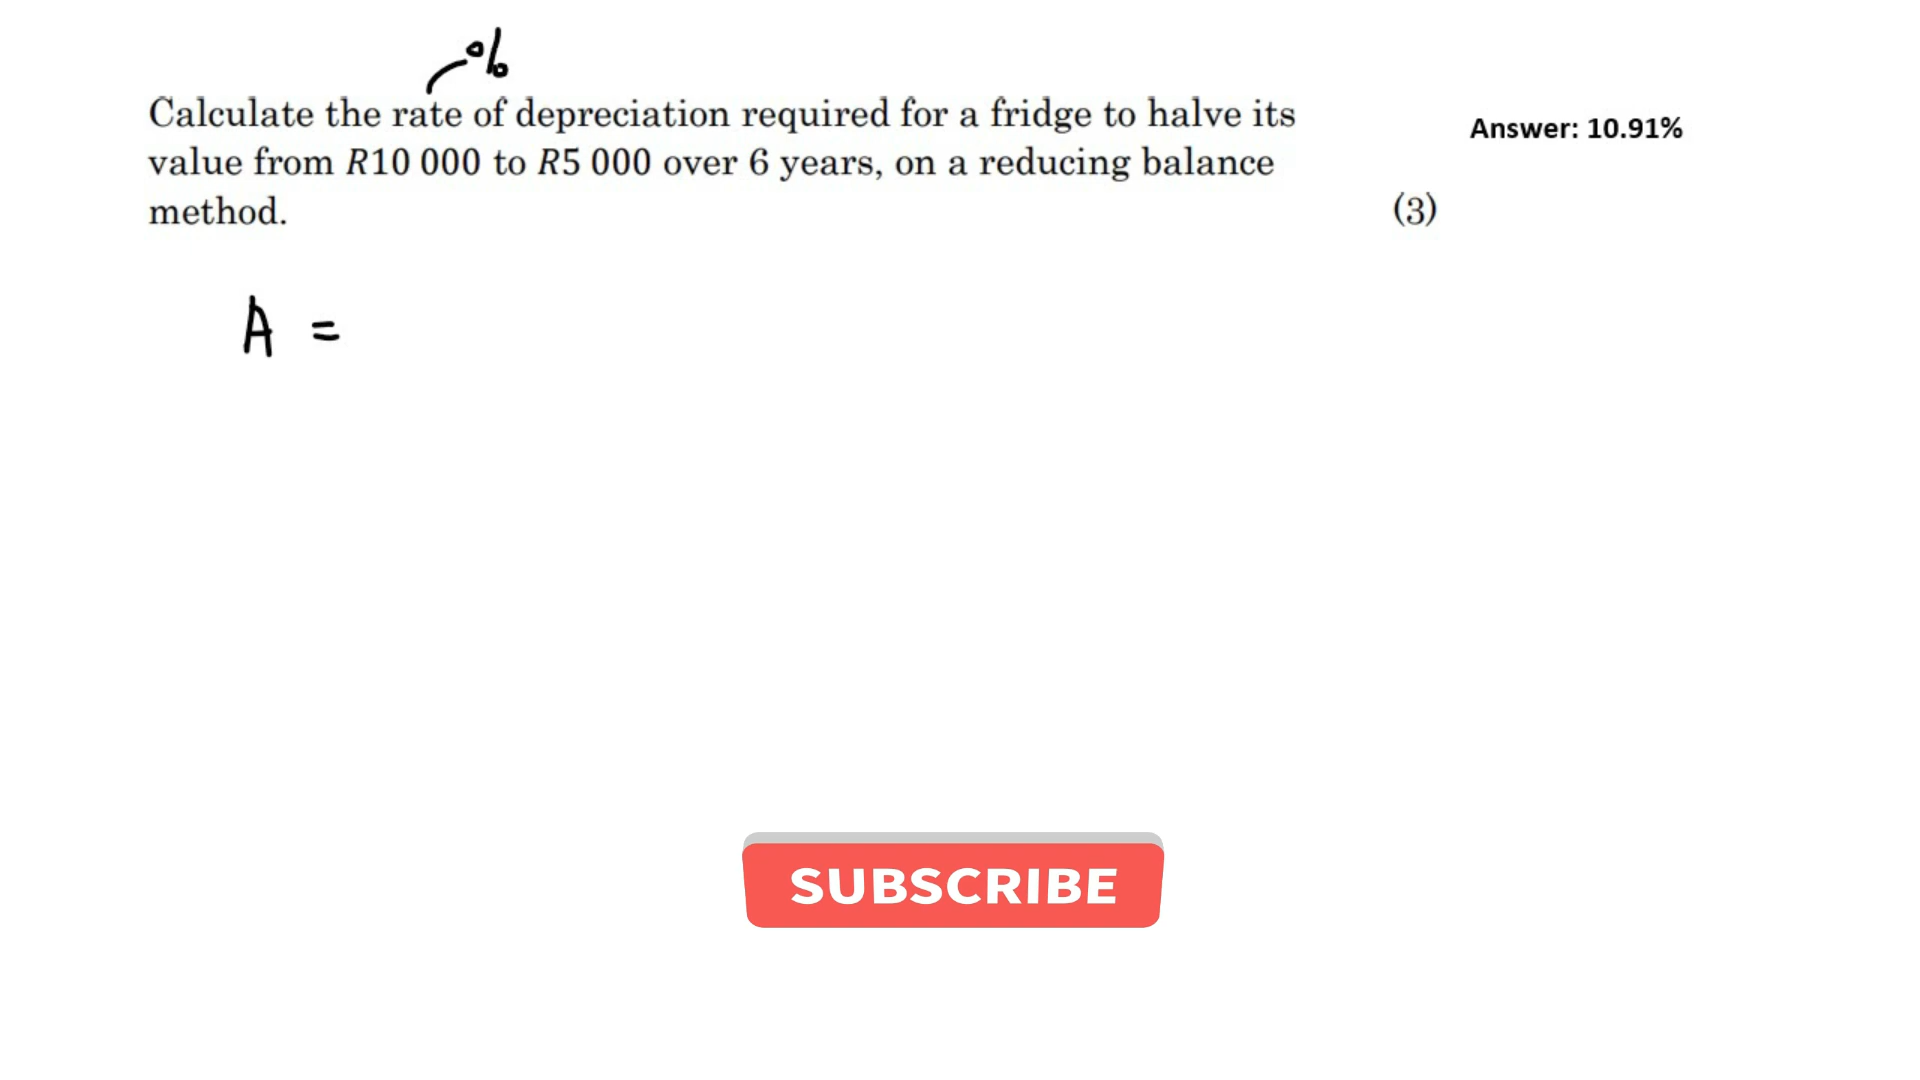 %
Calculate the rate of depreciation required for a fridge to halve its
value from R10 000 to R5 000 over 6 years, on a reducing balance
method.
(3)
Answer: 10.91%
A =
SUBSCRIBE